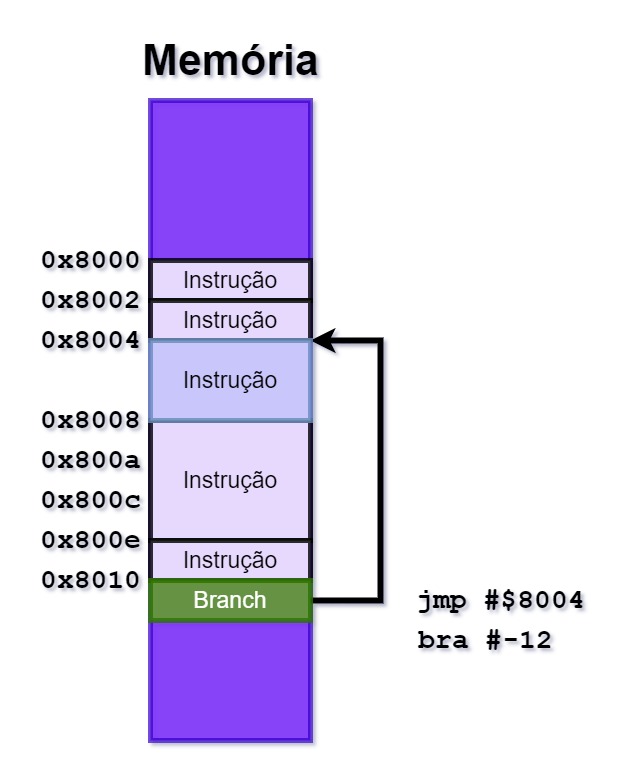 Memória
0x8000
Instrução
0x8002
Instrução
0x8004
Instrução
0x8008
0x800a
Instrução
0x800c
0x800e
Instrução
0x8010
Branch
jmp #$8004
bra #-12